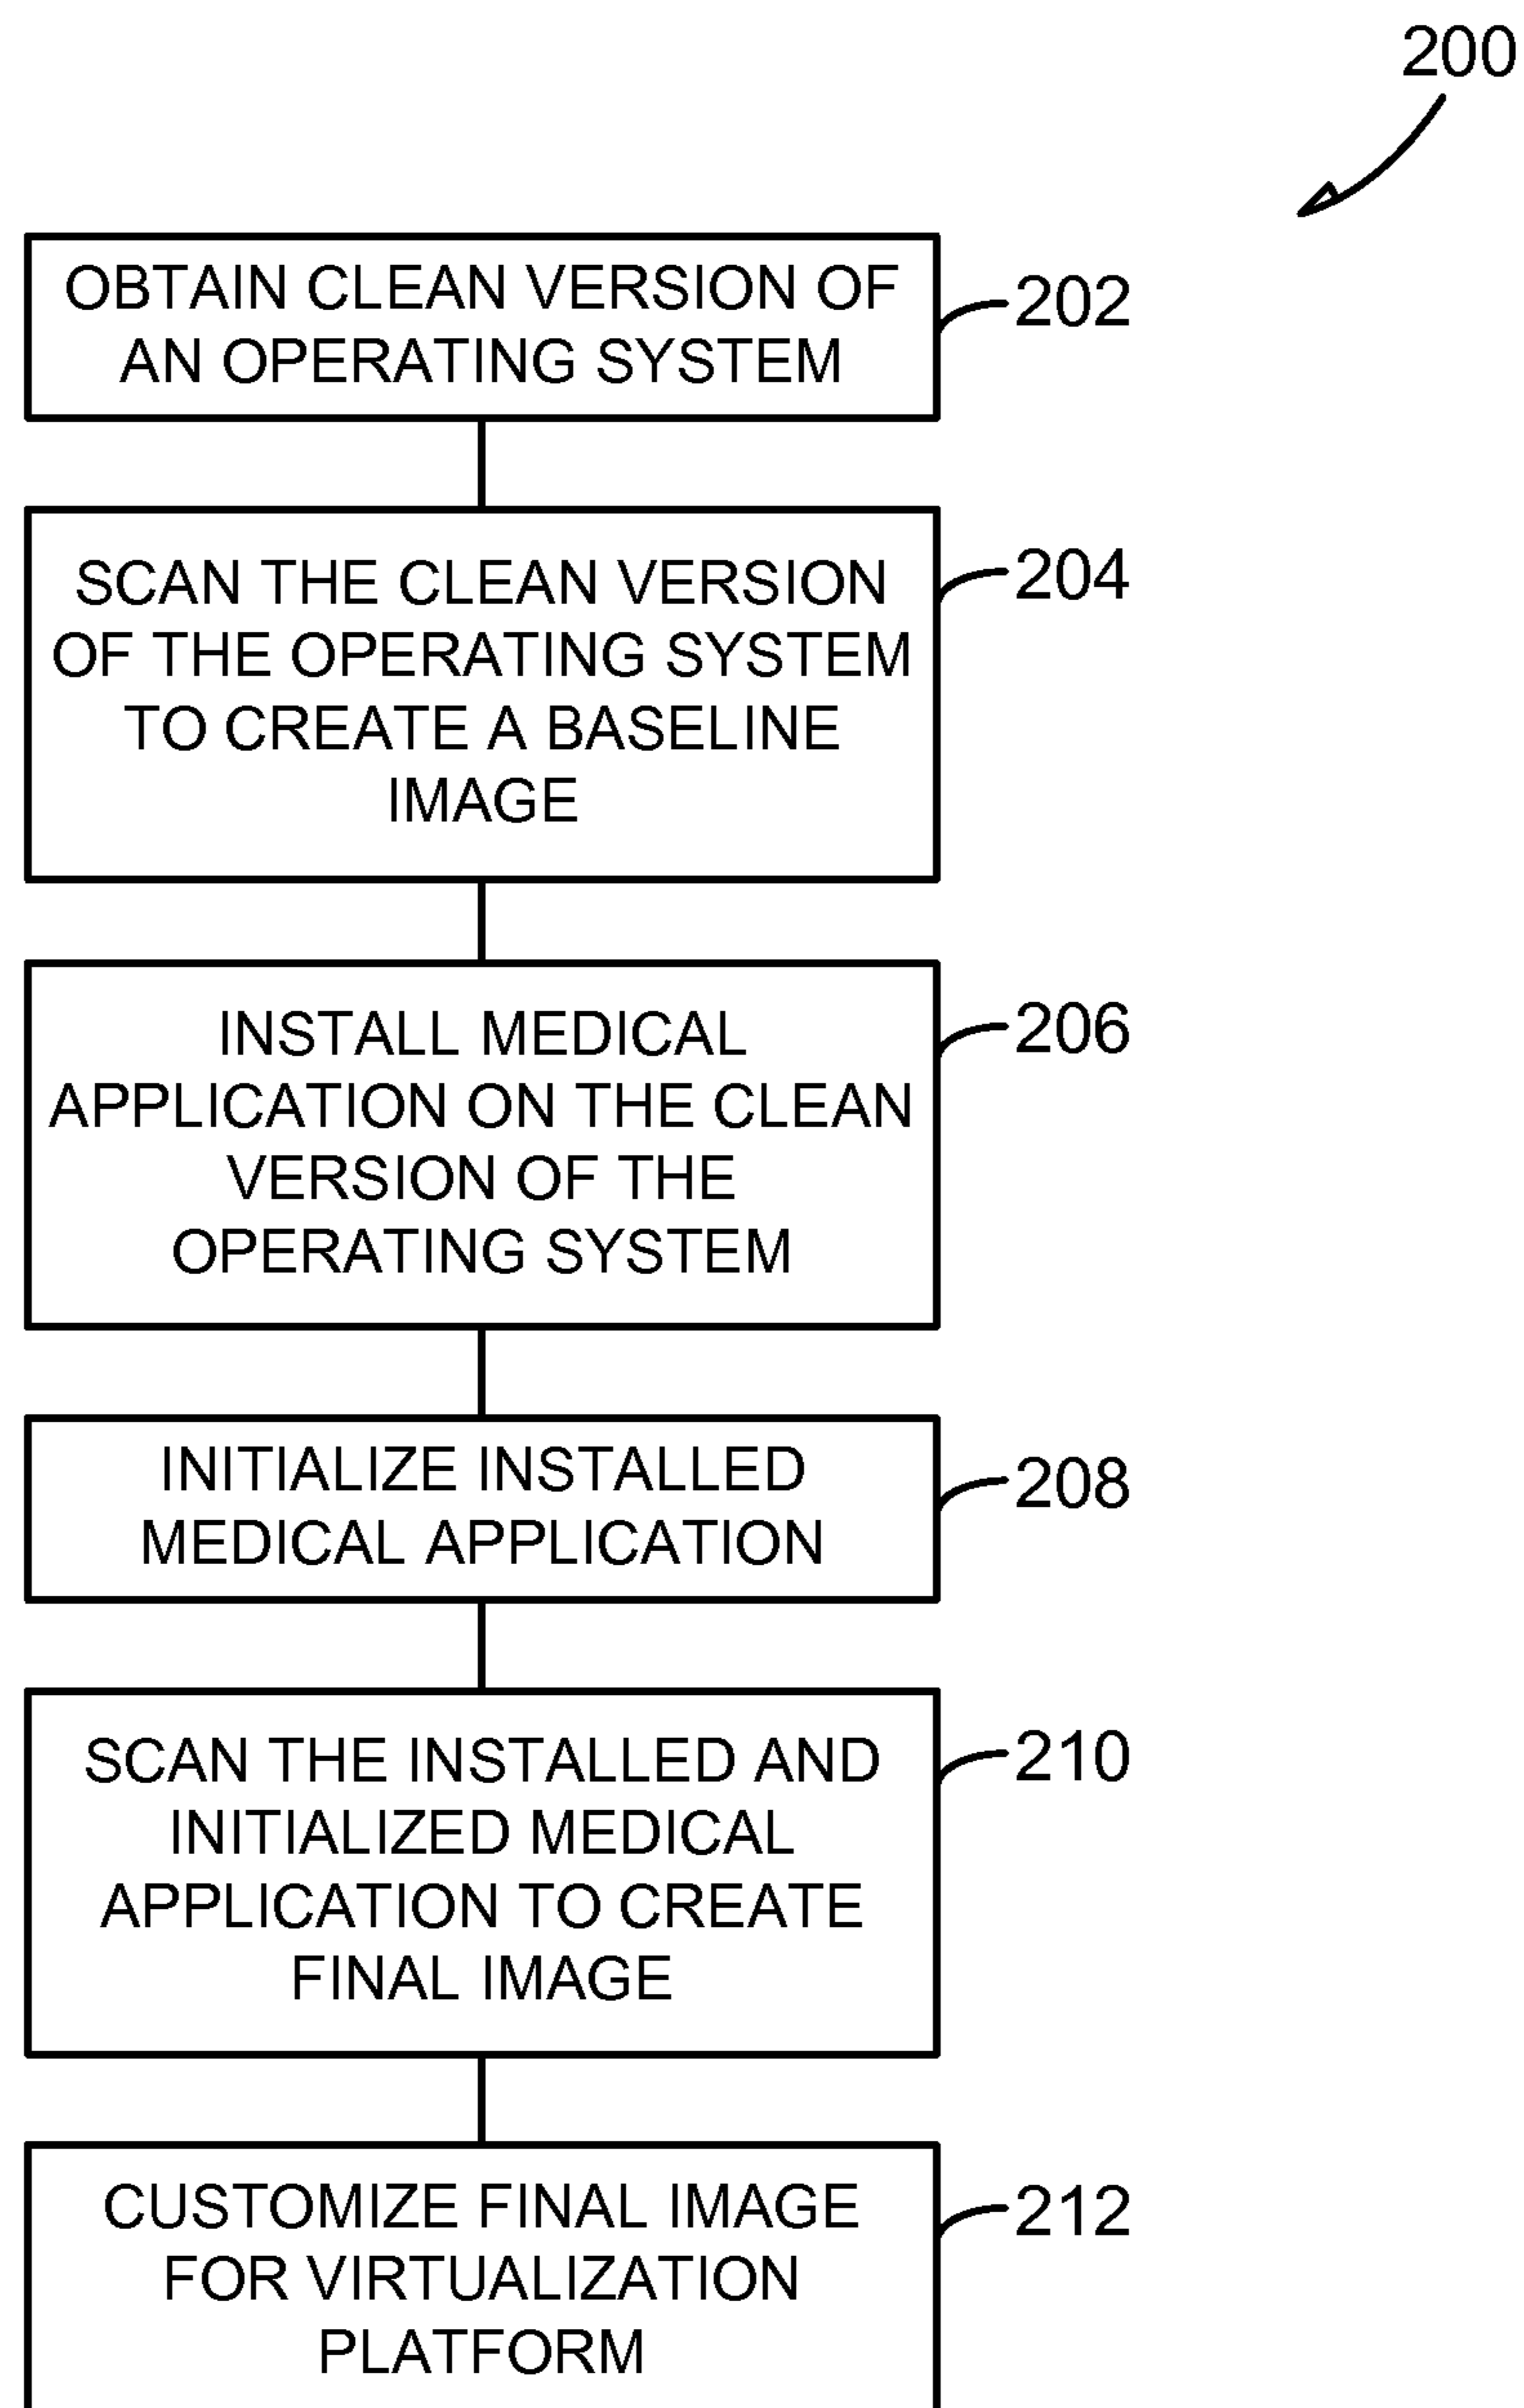 200
OBTAIN CLEAN VERSION OF
AN OPERATING SYSTEM
202
SCAN THE CLEAN VERSION
OF THE OPERATING SYSTEM
TO CREATE A BASELINE
IMAGE
204
INSTALL MEDICAL
APPLICATION ON THE CLEAN
VERSION OF THE
OPERATING SYSTEM
206
INITIALIZE INSTALLED
MEDICAL APPLICATION
208
SCAN THE INSTALLED AND
INITIALIZED MEDICAL
APPLICATION TO CREATE
FINAL IMAGE
210
CUSTOMIZE FINAL IMAGE
FOR VIRTUALIZATION
PLATFORM
212